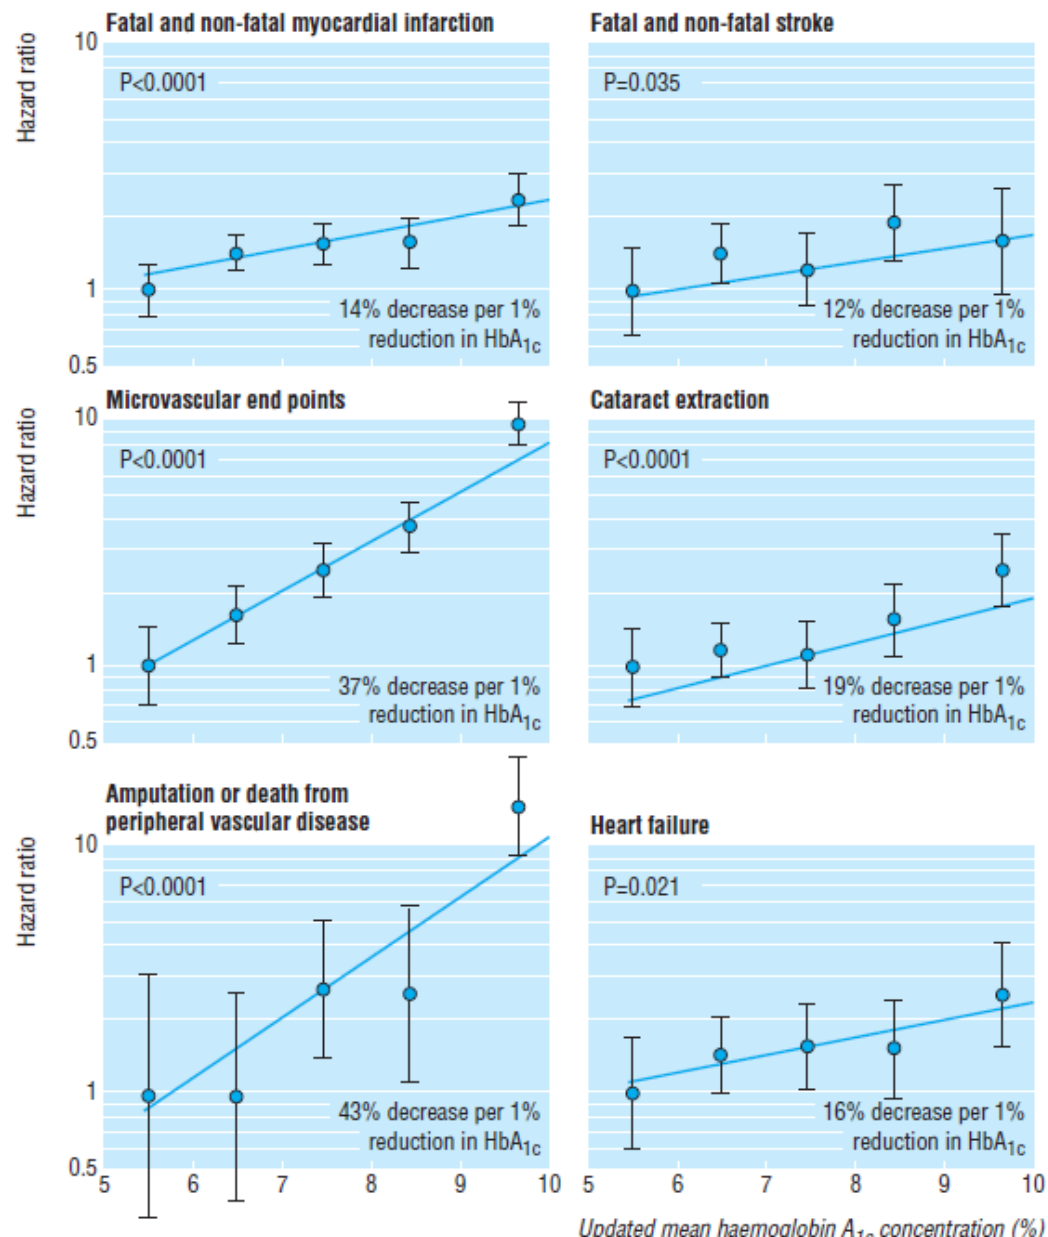 Fatal and non-fatal myocardial infarction
Fatal and non-fatal stroke
Hazard ratio
10
P<0.0001
P=0.035
1
14% decrease per 1%
reduction in HbA1c
12% decrease per 1%
reduction in HbA1c
0.5
Microvascular end points
Cataract extraction
Hazard ratio
10
P<0.0001
P<0.0001
1
37% decrease per 1%
reduction in HbA1c
19% decrease per 1%
reduction in HbA1c
0.5
Amputation or death from
peripheral vascular disease
Heart failure
Hazard ratio
10
P<0.0001
P=0.021
1
43% decrease per 1%
reduction in HbA1c
16% decrease per 1%
reduction in HbA1c
0.5
5 6 7 8 9 10
5 6 7 8 9 10
Updated mean haemoglobin A1c concentration (%)